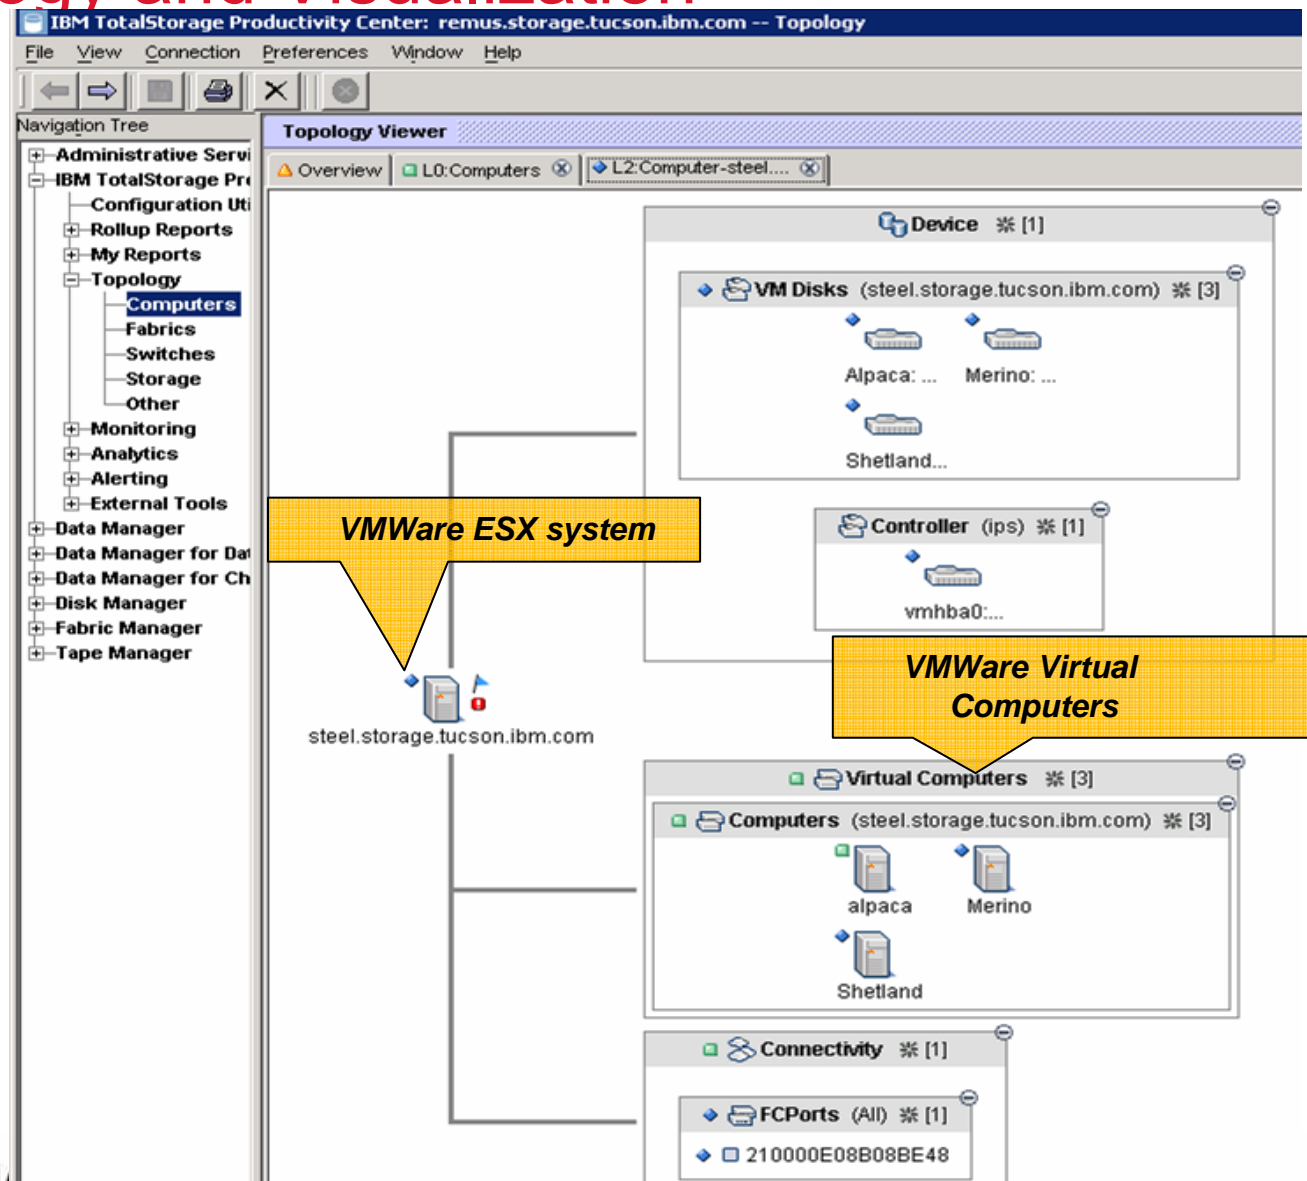 ogy and Visualization
IBM TotalStorage Productivity Center: remus.storage.tucson.ibm.com -- Topology
File View Connection Preferences Window Help
Navigation Tree
Administrative Servi
IBM TotalStorage Pro
Configuration Uti
Rollup Reports
My Reports
Topology
Computers
Fabrics
Switches
Storage
Other
Monitoring
Analytics
Alerting
External Tools
Data Manager
Data Manager for Dat
Data Manager for Ch
Disk Manager
Fabric Manager
Tape Manager
Topology Viewer
Overview L0:Computers L2:Computer-steel....
Device [1]
VM Disks (steel.storage.tucson.ibm.com) [3]
Alpaca: ... Merino: ...
Shetland...
Controller (ips) [1]
vmhba0:...
VMWare ESX system
steel.storage.tucson.ibm.com
VMWare Virtual
Computers
Virtual Computers [3]
Computers (steel.storage.tucson.ibm.com) [3]
alpaca Merino
Shetland
Connectivity [1]
FCPorts (All) [1]
210000E08B08BE48